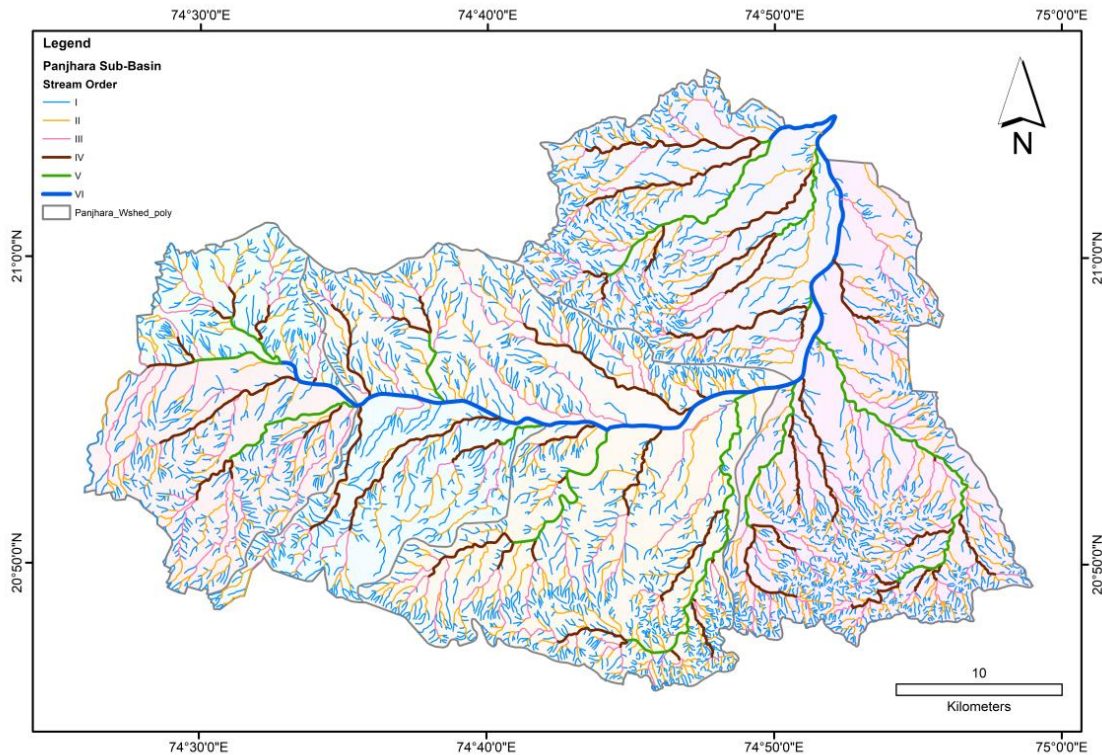 74°30'0"E 74°40'0"E 74°50'0"E 75°0'0"E
Legend
Panjhara Sub-Basin
Stream Order
I
II
III
IV
V
VI
Panjhara_Wshed_poly
N
21°0'0"N 21°0'0"N
20°50'0"N 20°50'0"N
10
Kilometers
74°30'0"E 74°40'0"E 74°50'0"E 75°0'0"E